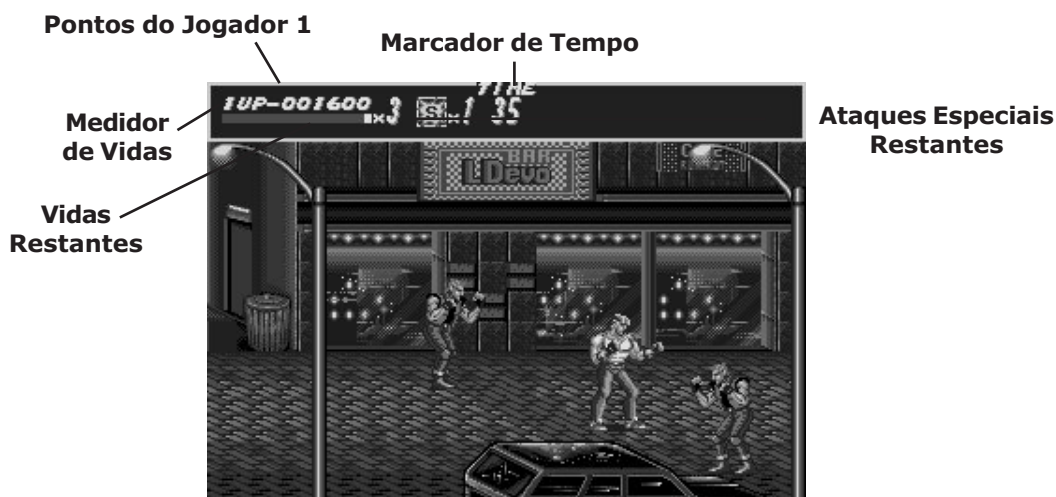 Pontos do Jogador 1
Marcador de Tempo
TIME
1UP-001600 ×3 S×1 35
Medidor
de Vidas
Ataques Especiais
Restantes
BAR
L'Devo
Vidas
Restantes